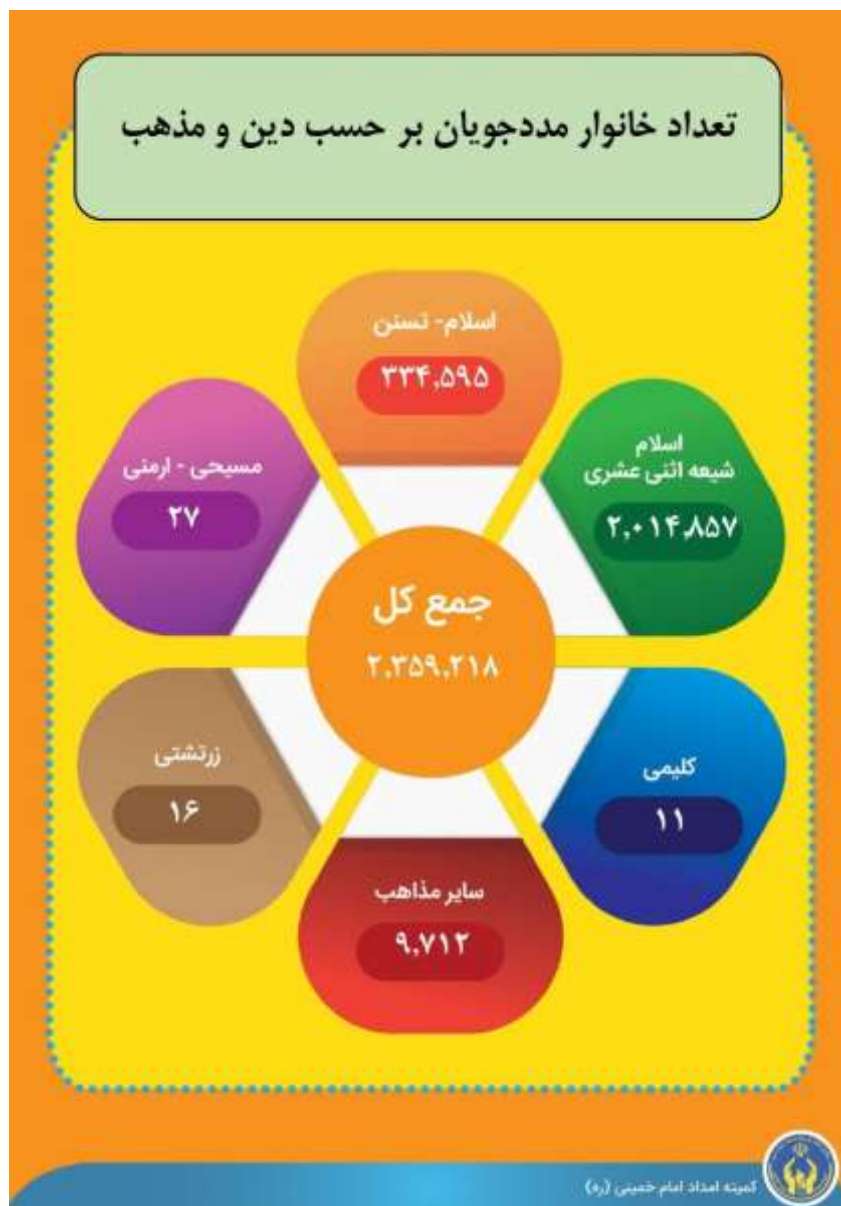 تعداد خانوار مددجویان بر حسب دین و مذهب
اسلام- تسنن
۳۳۴,۵۹۵
اسلام
شیعه اثنی عشری
۲,۰۱۴,۸۵۷
مسیحی - ارمنی
۲۷
جمع کل
۲,۳۵۹,۲۱۸
کلیمی
۱۱
زرتشتی
۱۶
سایر مذاهب
۹,۷۱۲
کمیته امداد امام خمینی (ره)